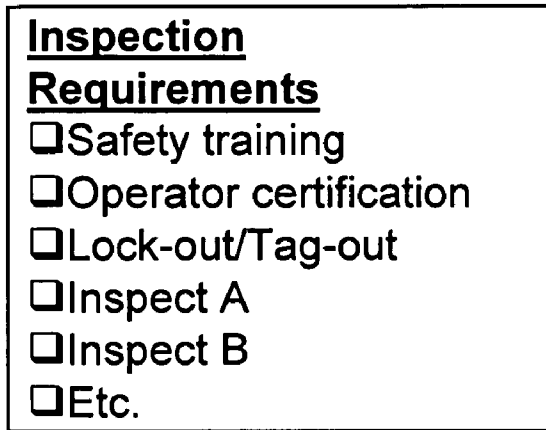 Inspection
Requirements
❑Safety training
❑Operator certification
❑Lock-out/Tag-out
❑Inspect A
❑Inspect B
❑Etc.